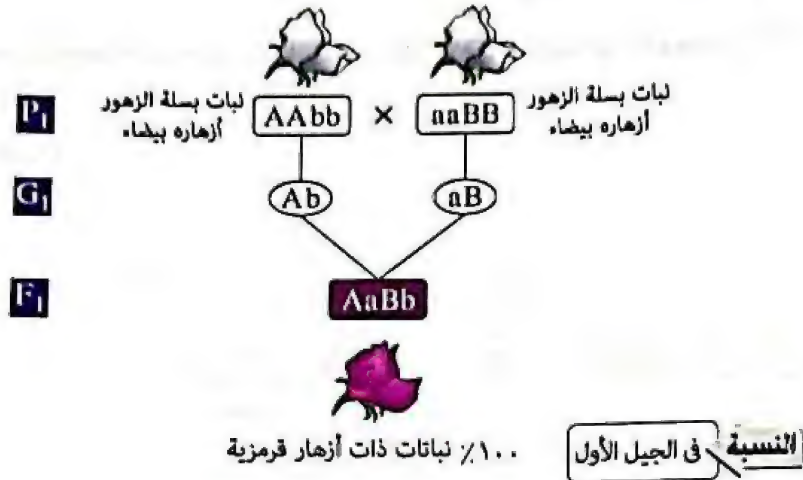 P₁
نبات بسلة الزهور
أزهاره بيضاء
AAbb × aaBB
نبات بسلة الزهور
أزهاره بيضاء
G₁
Ab aB
F₁
AaBb
١٠٠٪ نباتات ذات أزهار قرمزية
النسبة فى الجيل الأول